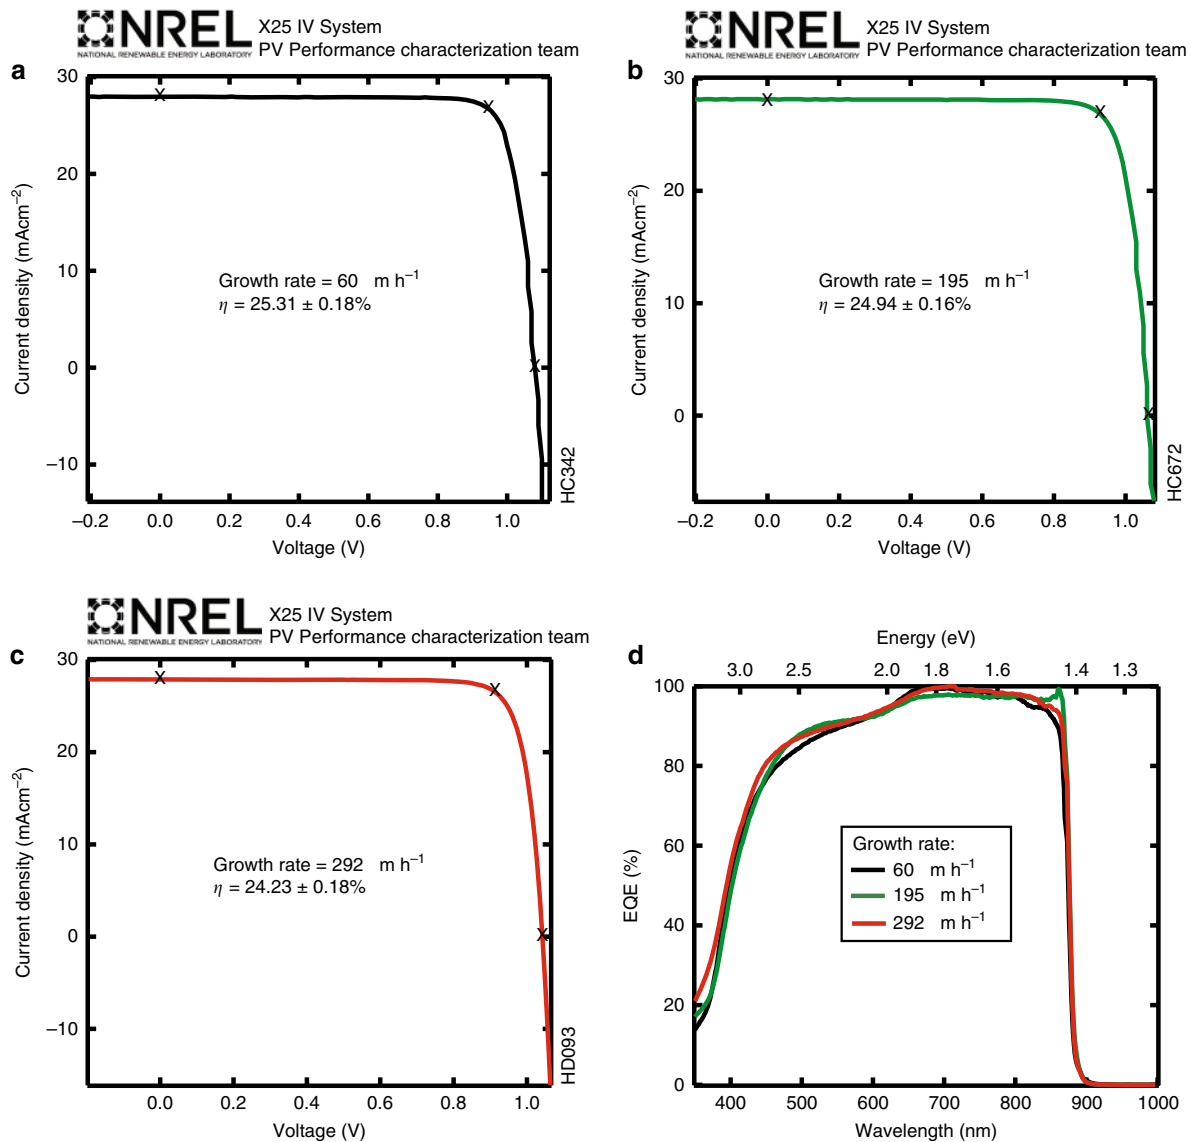 NREL
NATIONAL RENEWABLE ENERGY LABORATORY
X25 IV System
PV Performance characterization team
a
30
20
10
0
−10
Current density (mAcm−2)
Growth rate = 60 m h−1
η = 25.31 ± 0.18%
HC342
−0.2 0.0 0.2 0.4 0.6 0.8 1.0
Voltage (V)
NREL
NATIONAL RENEWABLE ENERGY LABORATORY
X25 IV System
PV Performance characterization team
b
30
20
10
0
Current density (mAcm−2)
Growth rate = 195 m h−1
η = 24.94 ± 0.16%
HC672
−0.2 0.0 0.2 0.4 0.6 0.8 1.0
Voltage (V)
NREL
NATIONAL RENEWABLE ENERGY LABORATORY
X25 IV System
PV Performance characterization team
c
30
20
10
0
−10
Current density (mAcm−2)
Growth rate = 292 m h−1
η = 24.23 ± 0.18%
HD093
0.0 0.2 0.4 0.6 0.8 1.0
Voltage (V)
d
Energy (eV)
3.0 2.5 2.0 1.8 1.6 1.4 1.3
100
80
60
40
20
0
EQE (%)
Growth rate:
60 m h−1
195 m h−1
292 m h−1
400 500 600 700 800 900 1000
Wavelength (nm)